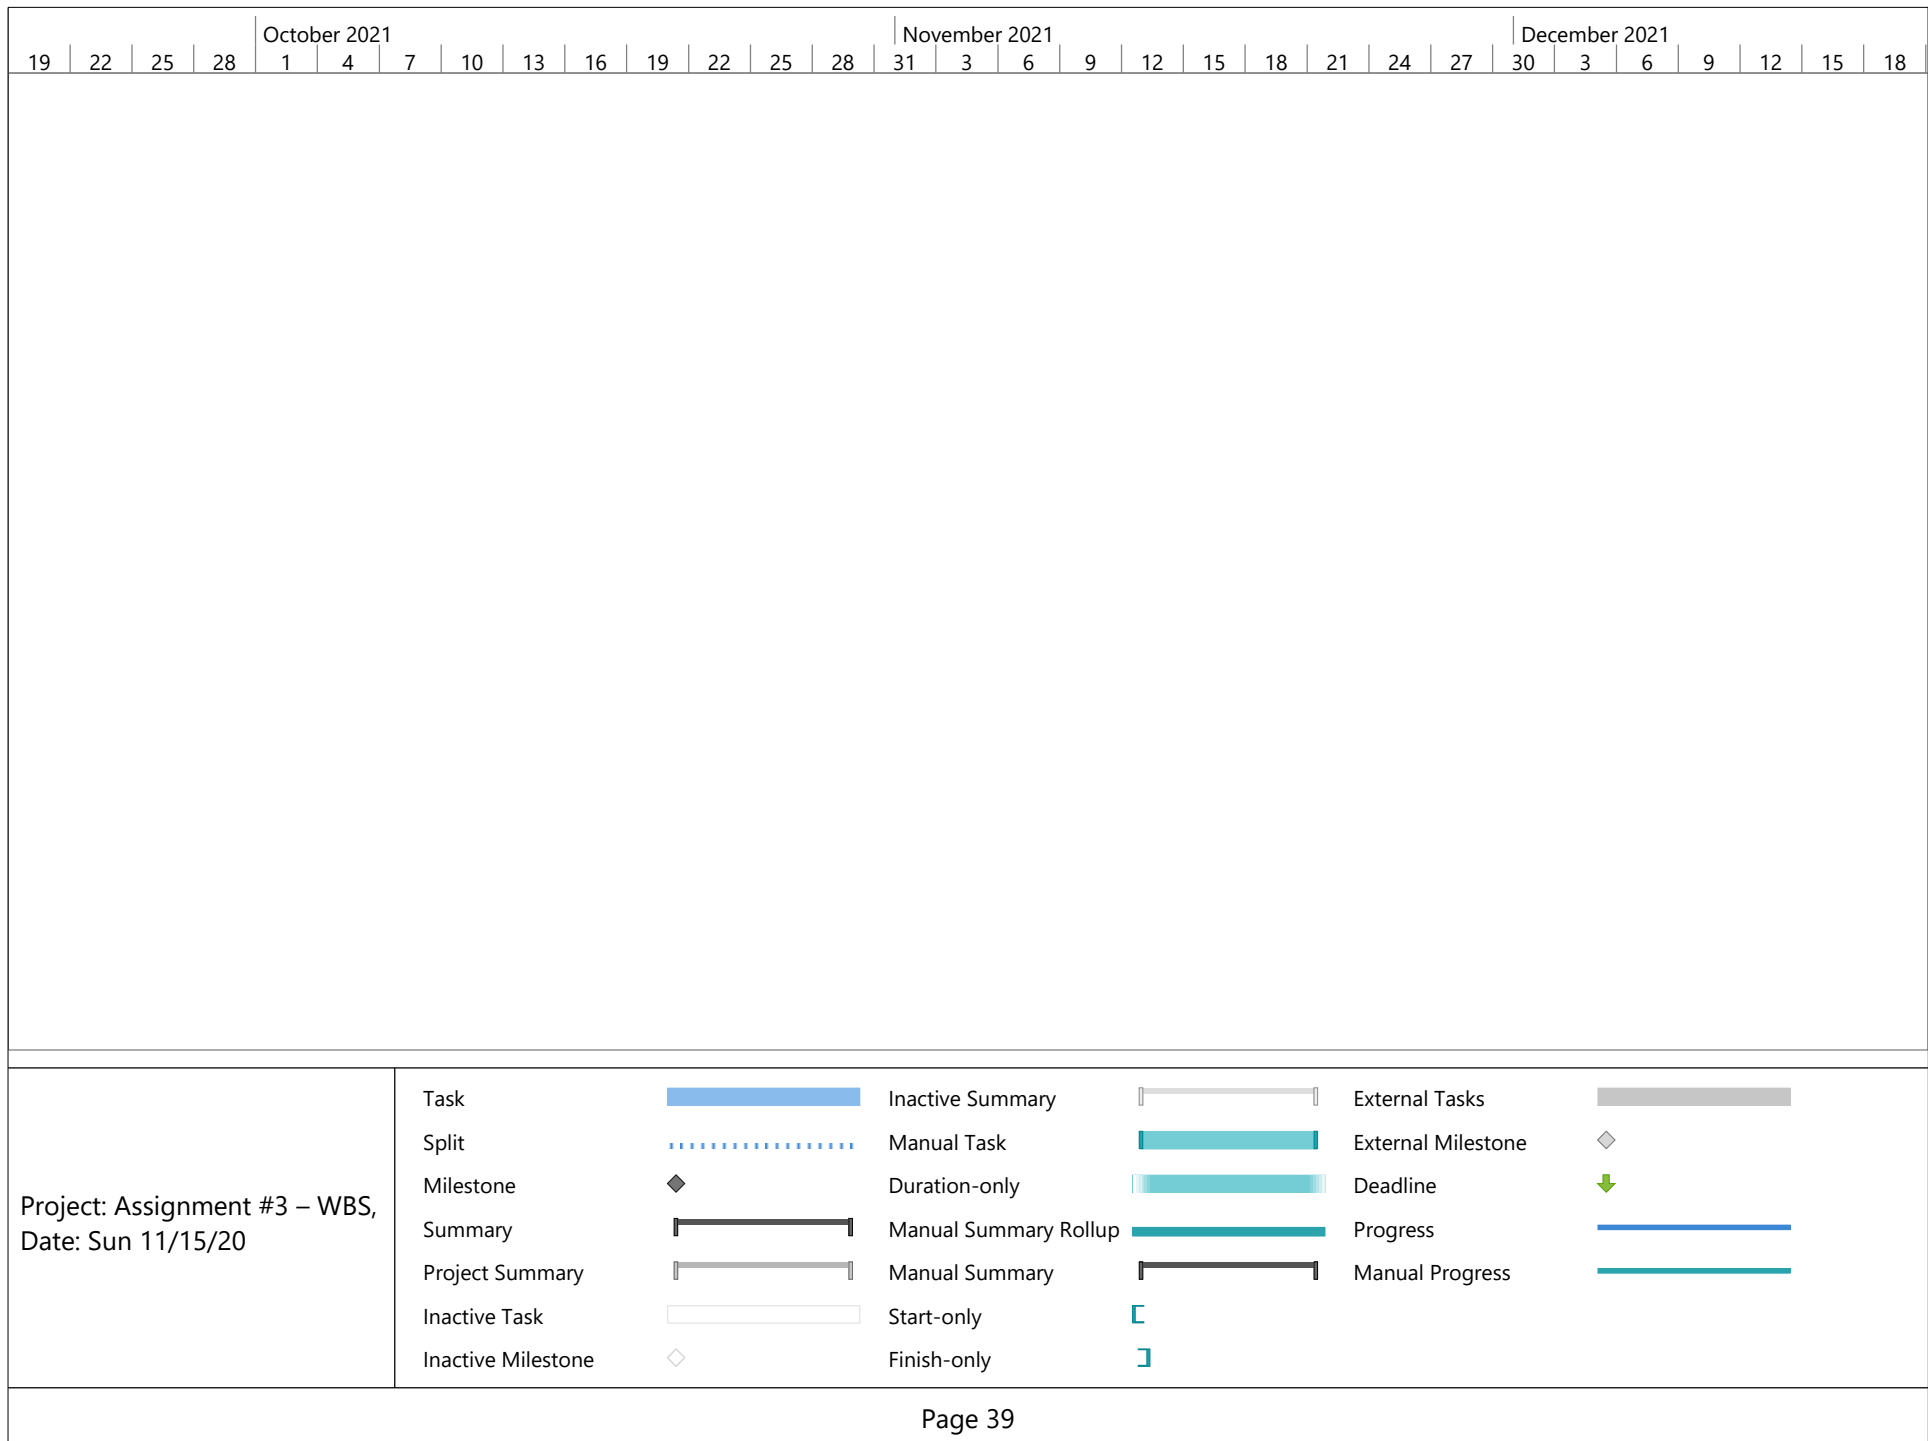 October 2021 November 2021 December 2021
19 22 25 28 1 4 7 10 13 16 19 22 25 28 31 3 6 9 12 15 18 21 24 27 30 3 6 9 12 15 18
Project: Assignment #3 – WBS,
Date: Sun 11/15/20
Task
Split
Milestone
Summary
Project Summary
Inactive Task
Inactive Milestone
Inactive Summary
Manual Task
Duration-only
Manual Summary Rollup
Manual Summary
Start-only
Finish-only
External Tasks
External Milestone
Deadline
Progress
Manual Progress
Page 39